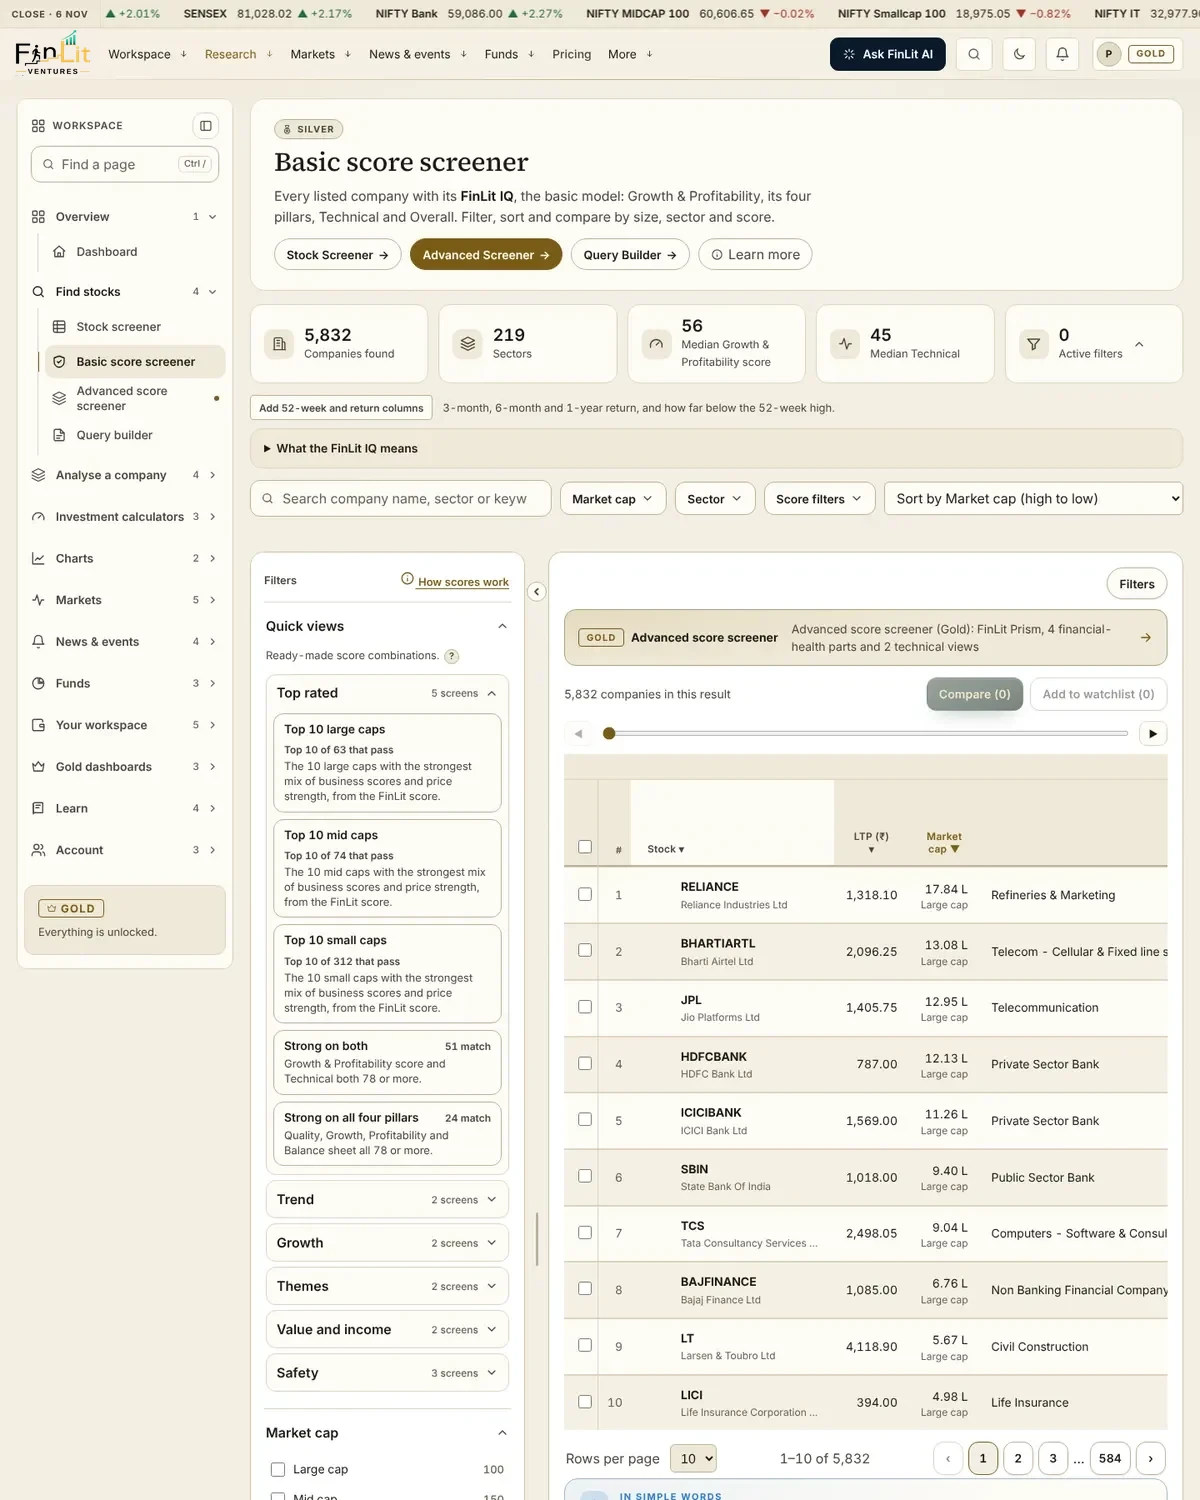 CLOSE · 6 NOV ▲ +2.01% SENSEX 81,028.02 ▲ +2.17% NIFTY Bank 59,086.00 ▲ +2.27% NIFTY MIDCAP 100 60,606.65 ▼ −0.02% NIFTY Smallcap 100 18,975.05 ▼ −0.82% NIFTY IT 32,977.9
FinLit
VENTURES
Workspace Research Markets News & events Funds Pricing More
Ask FinLit AI
P GOLD
WORKSPACE
Find a page Ctrl /
Overview 1
Dashboard
Find stocks 4
Stock screener
Basic score screener
Advanced score
screener
Query builder
Analyse a company 4
Investment calculators 3
Charts 2
Markets 5
News & events 4
Funds 3
Your workspace 5
Gold dashboards 3
Learn 4
Account 3
GOLD
Everything is unlocked.
SILVER
Basic score screener
Every listed company with its FinLit IQ, the basic model: Growth & Profitability, its four
pillars, Technical and Overall. Filter, sort and compare by size, sector and score.
Stock Screener → Advanced Screener → Query Builder → Learn more
5,832
Companies found
219
Sectors
56
Median Growth &
Profitability score
45
Median Technical
0
Active filters
Add 52-week and return columns 3-month, 6-month and 1-year return, and how far below the 52-week high.
▶ What the FinLit IQ means
Search company name, sector or keyw
Market cap Sector Score filters Sort by Market cap (high to low)
Filters How scores work
Quick views
Ready-made score combinations. ?
Top rated 5 screens
Top 10 large caps
Top 10 of 63 that pass
The 10 large caps with the strongest
mix of business scores and price
strength, from the FinLit score.
Top 10 mid caps
Top 10 of 74 that pass
The 10 mid caps with the strongest mix
of business scores and price strength,
from the FinLit score.
Top 10 small caps
Top 10 of 312 that pass
The 10 small caps with the strongest
mix of business scores and price
strength, from the FinLit score.
Strong on both 51 match
Growth & Profitability score and
Technical both 78 or more.
Strong on all four pillars 24 match
Quality, Growth, Profitability and
Balance sheet all 78 or more.
Trend 2 screens
Growth 2 screens
Themes 2 screens
Value and income 2 screens
Safety 3 screens
Market cap
Large cap 100
Mid cap 150
Filters
GOLD Advanced score screener
Advanced score screener (Gold): FinLit Prism, 4 financial-
health parts and 2 technical views
→
5,832 companies in this result
Compare (0) Add to watchlist (0)
◀ ▶
# Stock ▾ LTP (₹) ▾ Market cap ▼
1 RELIANCE 1,318.10 17.84 L Refineries & Marketing
Reliance Industries Ltd Large cap
2 BHARTIARTL 2,096.25 13.08 L Telecom - Cellular & Fixed line s
Bharti Airtel Ltd Large cap
3 JPL 1,405.75 12.95 L Telecommunication
Jio Platforms Ltd Large cap
4 HDFCBANK 787.00 12.13 L Private Sector Bank
HDFC Bank Ltd Large cap
5 ICICIBANK 1,569.00 11.26 L Private Sector Bank
ICICI Bank Ltd Large cap
6 SBIN 1,018.00 9.40 L Public Sector Bank
State Bank Of India Large cap
7 TCS 2,498.05 9.04 L Computers - Software & Consul
Tata Consultancy Services ... Large cap
8 BAJFINANCE 1,085.00 6.76 L Non Banking Financial Company
Bajaj Finance Ltd Large cap
9 LT 4,118.90 5.67 L Civil Construction
Larsen & Toubro Ltd Large cap
10 LICI 394.00 4.98 L Life Insurance
Life Insurance Corporation ... Large cap
Rows per page 10 1–10 of 5,832 ‹ 1 2 3 ... 584 ›
IN SIMPLE WORDS